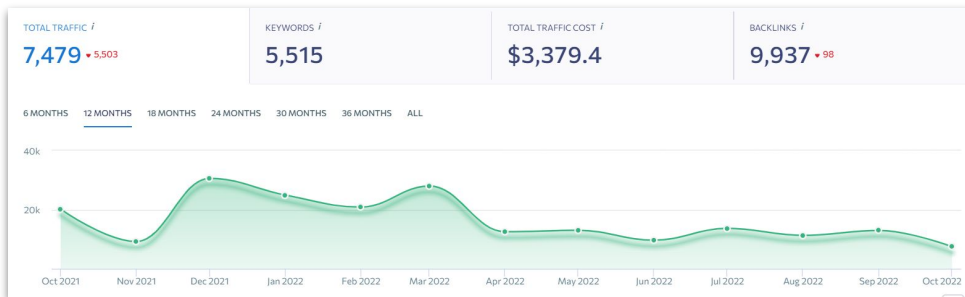 TOTAL TRAFFIC i
7,479 ▾ 5,503
KEYWORDS i
5,515
TOTAL TRAFFIC COST i
$3,379.4
BACKLINKS i
9,937 ▾ 98
6 MONTHS 12 MONTHS 18 MONTHS 24 MONTHS 30 MONTHS 36 MONTHS ALL
40k
20k
Oct 2021 Nov 2021 Dec 2021 Jan 2022 Feb 2022 Mar 2022 Apr 2022 May 2022 Jun 2022 Jul 2022 Aug 2022 Sep 2022 Oct 2022